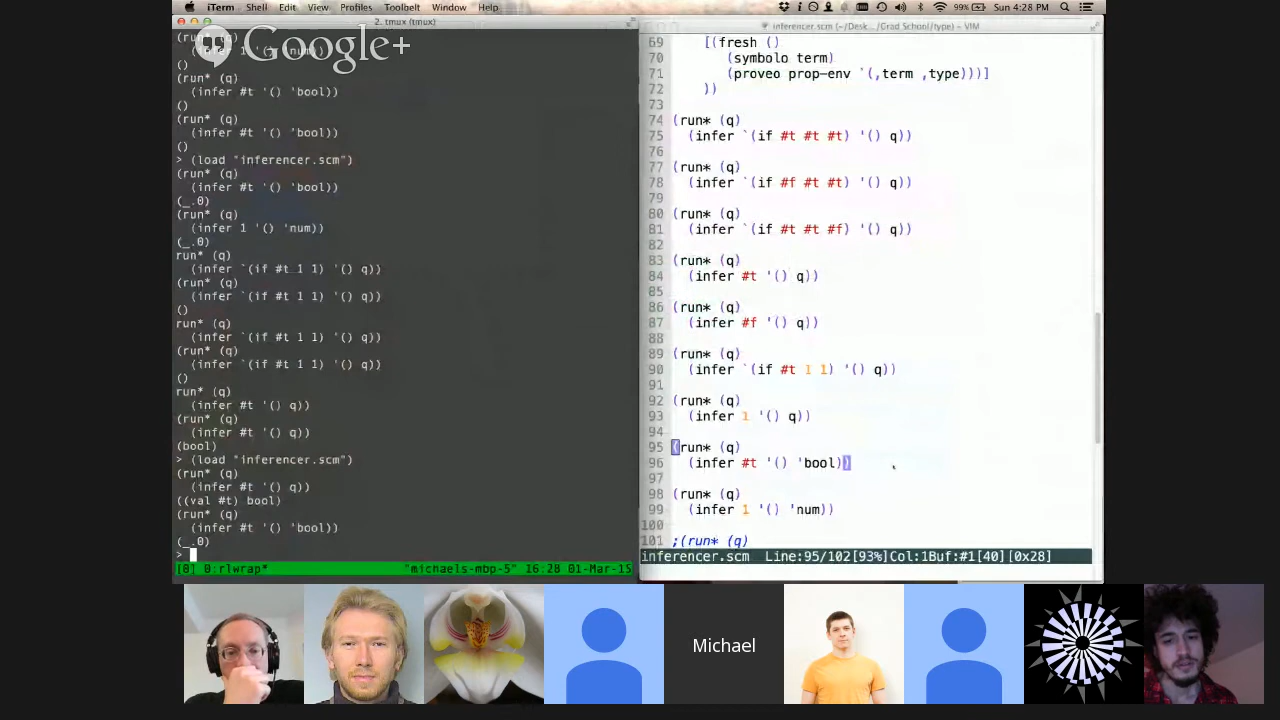 iTerm Shell Edit View Profiles Toolbelt Window Help 99% Sun 4:28 PM
2. tmux (tmux)
Google+
(run* (q)
(infer 1 '() 'num))
()
(run* (q)
(infer #t '() 'bool))
()
(run* (q)
(infer #t '() 'bool))
()
> (load "inferencer.scm")
(run* (q)
(infer #t '() 'bool))
(_.0)
(run* (q)
(infer 1 '() 'num))
(_.0)
run* (q)
(infer `(if #t 1 1) '() q))
(run* (q)
(infer `(if #t 1 1) '() q))
()
run* (q)
(infer `(if #t 1 1) '() q))
(run* (q)
(infer `(if #t 1 1) '() q))
()
run* (q)
(infer #t '() q))
(run* (q)
(infer #t '() q))
(bool)
> (load "inferencer.scm")
(run* (q)
(infer #t '() q))
((val #t) bool)
(run* (q)
(infer #t '() 'bool))
(_.0)
>
[0] 0:rlwrap* "michaels-mbp-5" 16:28 01-Mar-15
inferencer.scm (~/Desk.../Grad School/type) - VIM
69 [(fresh ()
70 (symbolo term)
71 (proveo prop-env `(,term ,type)))]
72 ))
73
74 (run* (q)
75 (infer `(if #t #t #t) '() q))
76
77 (run* (q)
78 (infer `(if #f #t #t) '() q))
79
80 (run* (q)
81 (infer `(if #t #t #f) '() q))
82
83 (run* (q)
84 (infer #t '() q))
85
86 (run* (q)
87 (infer #f '() q))
88
89 (run* (q)
90 (infer `(if #t 1 1) '() q))
91
92 (run* (q)
93 (infer 1 '() q))
94
95 (run* (q)
96 (infer #t '() 'bool))
97
98 (run* (q)
99 (infer 1 '() 'num))
100
101 ;(run* (q)
inferencer.scm Line:95/102[93%]Col:1Buf:#1[40][0x28]
Michael